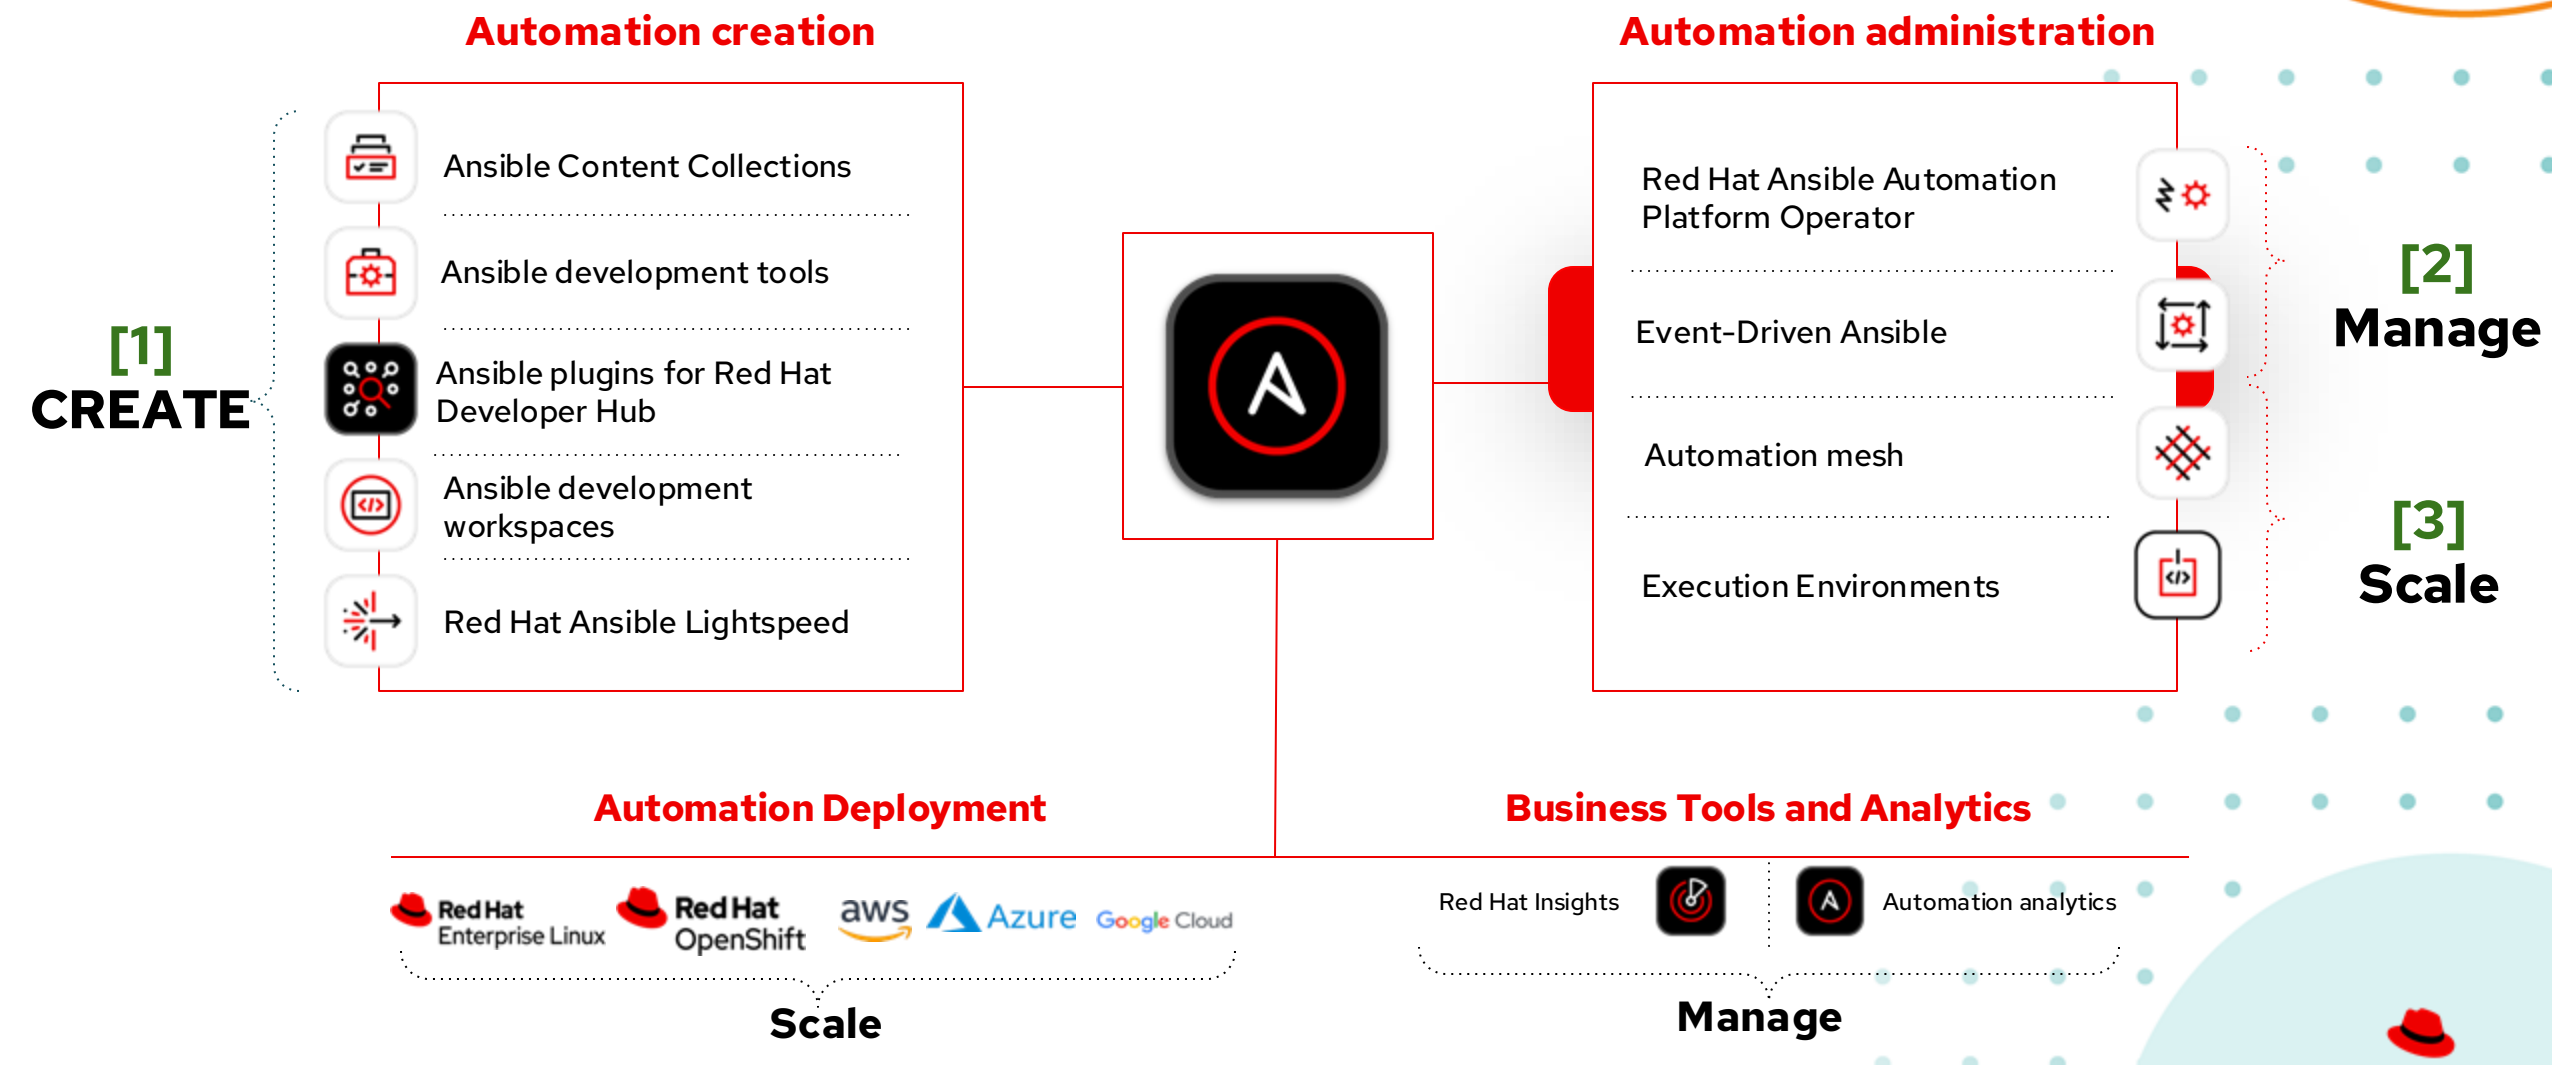 Automation creation
Automation administration
[1]
CREATE
Ansible Content Collections
Ansible development tools
Ansible plugins for Red Hat
Developer Hub
Ansible development
workspaces
Red Hat Ansible Lightspeed
Red Hat Ansible Automation
Platform Operator
Event-Driven Ansible
Automation mesh
Execution Environments
[2]
Manage
[3]
Scale
Automation Deployment
Red Hat
Enterprise Linux
Red Hat
OpenShift
aws
Azure
Google Cloud
Scale
Business Tools and Analytics
Red Hat Insights
Automation analytics
Manage